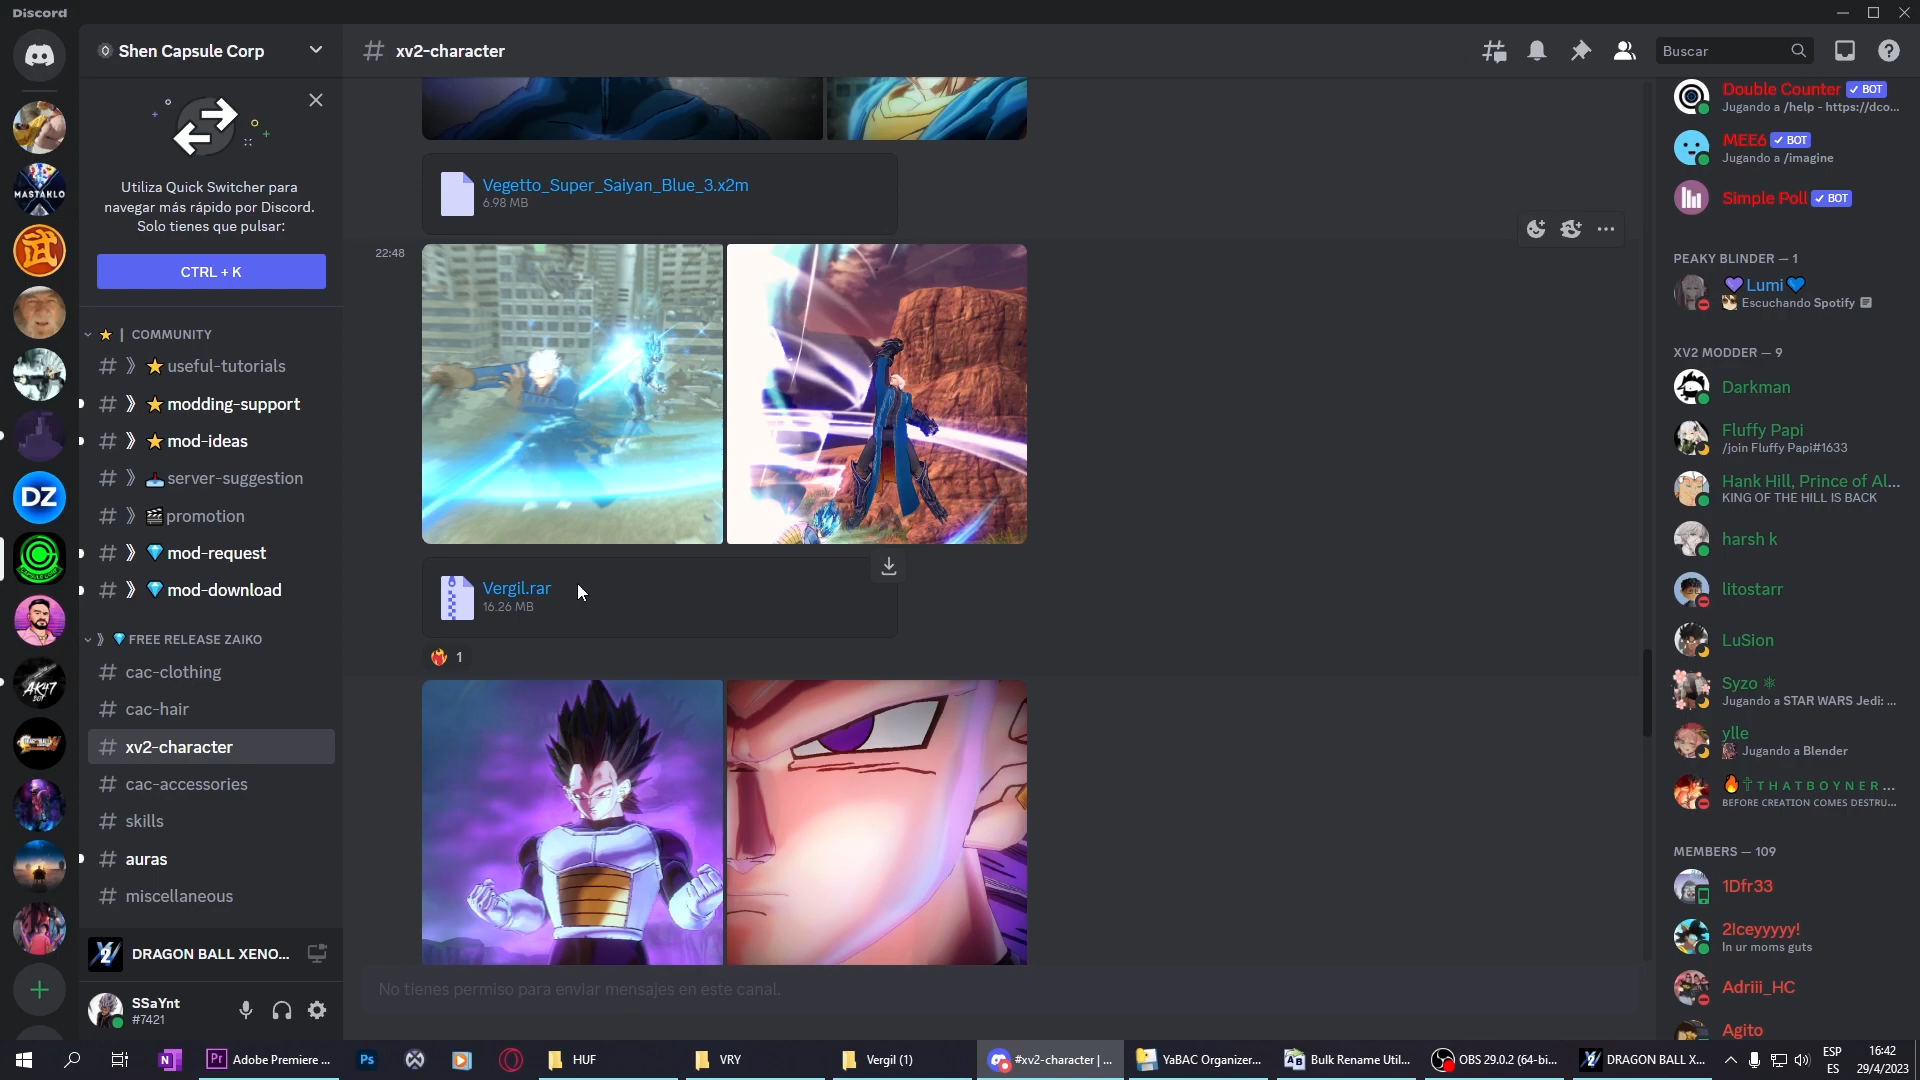 Discord
Shen Capsule Corp
xv2-character
Buscar
Utiliza Quick Switcher para
navegar más rápido por Discord.
Solo tienes que pulsar:
CTRL + K
MASTAKLO
武
DZ
CAPSULE CORP
AK47
BOT
| COMMUNITY
》 ⭐useful-tutorials
》 ⭐modding-support
》 ⭐mod-ideas
》 📥server-suggestion
》 🎬promotion
》 💎mod-request
》 💎mod-download
》 💎FREE RELEASE ZAIKO
cac-clothing
cac-hair
xv2-character
cac-accessories
skills
auras
miscellaneous
DRAGON BALL XENO...
SSaYnt
#7421
Vegetto_Super_Saiyan_Blue_3.x2m
6.98 MB
22:48
Vergil.rar
16.26 MB
1
No tienes permiso para enviar mensajes en este canal.
Double Counter BOT
Jugando a /help - https://dco...
MEE6 BOT
Jugando a /imagine
Simple Poll BOT
PEAKY BLINDER — 1
💜Lumi💙
Escuchando Spotify
XV2 MODDER — 9
Darkman
Fluffy Papi
/join Fluffy Papi#1633
Hank Hill, Prince of Al...
KING OF THE HILL IS BACK
harsh k
litostarr
LuSion
Syzo ⚛
Jugando a STAR WARS Jedi: ...
ylle
Jugando a Blender
🔥✝ T H A T B O Y N E R ...
BEFORE CREATION COMES DESTRU...
MEMBERS — 109
1Dfr33
2Iceyyyyy!
In ur moms guts
Adriii_HC
Agito
Adobe Premiere ...
HUF
VRY
Vergil (1)
#xv2-character | ...
YaBAC Organizer...
Bulk Rename Util...
OBS 29.0.2 (64-bi...
DRAGON BALL X...
ESP
ES
16:42
29/4/2023